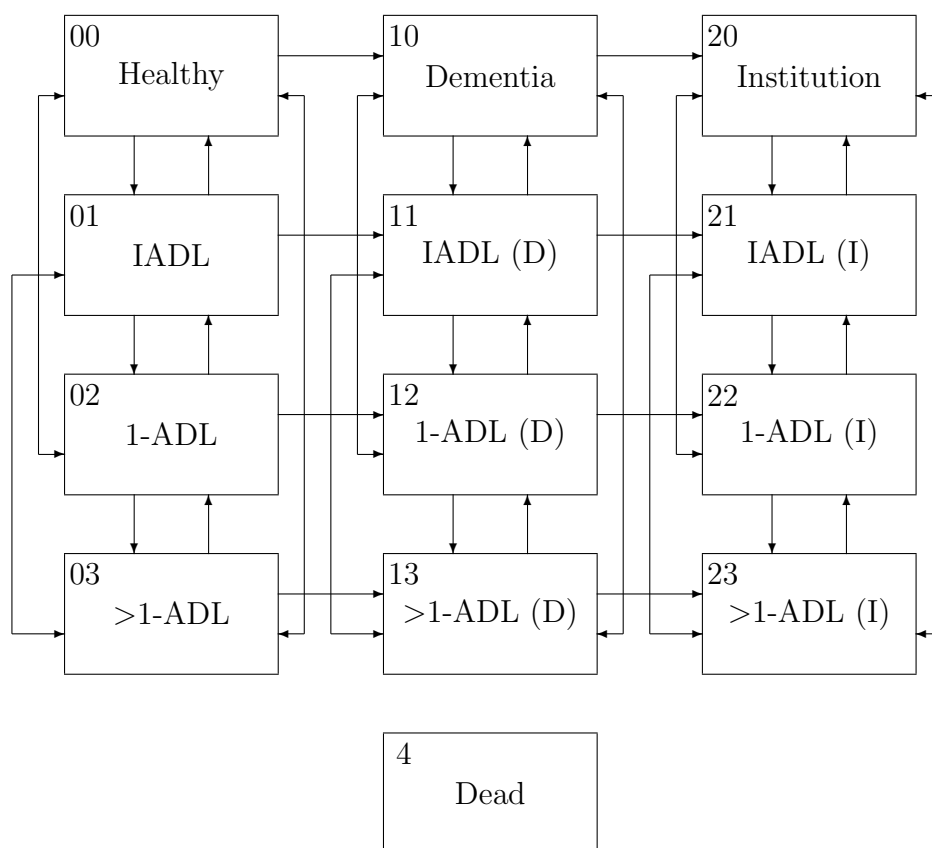 00
Healthy
10
Dementia
20
Institution
01
IADL
11
IADL (D)
21
IADL (I)
02
1-ADL
12
1-ADL (D)
22
1-ADL (I)
03
>1-ADL
13
>1-ADL (D)
23
>1-ADL (I)
4
Dead